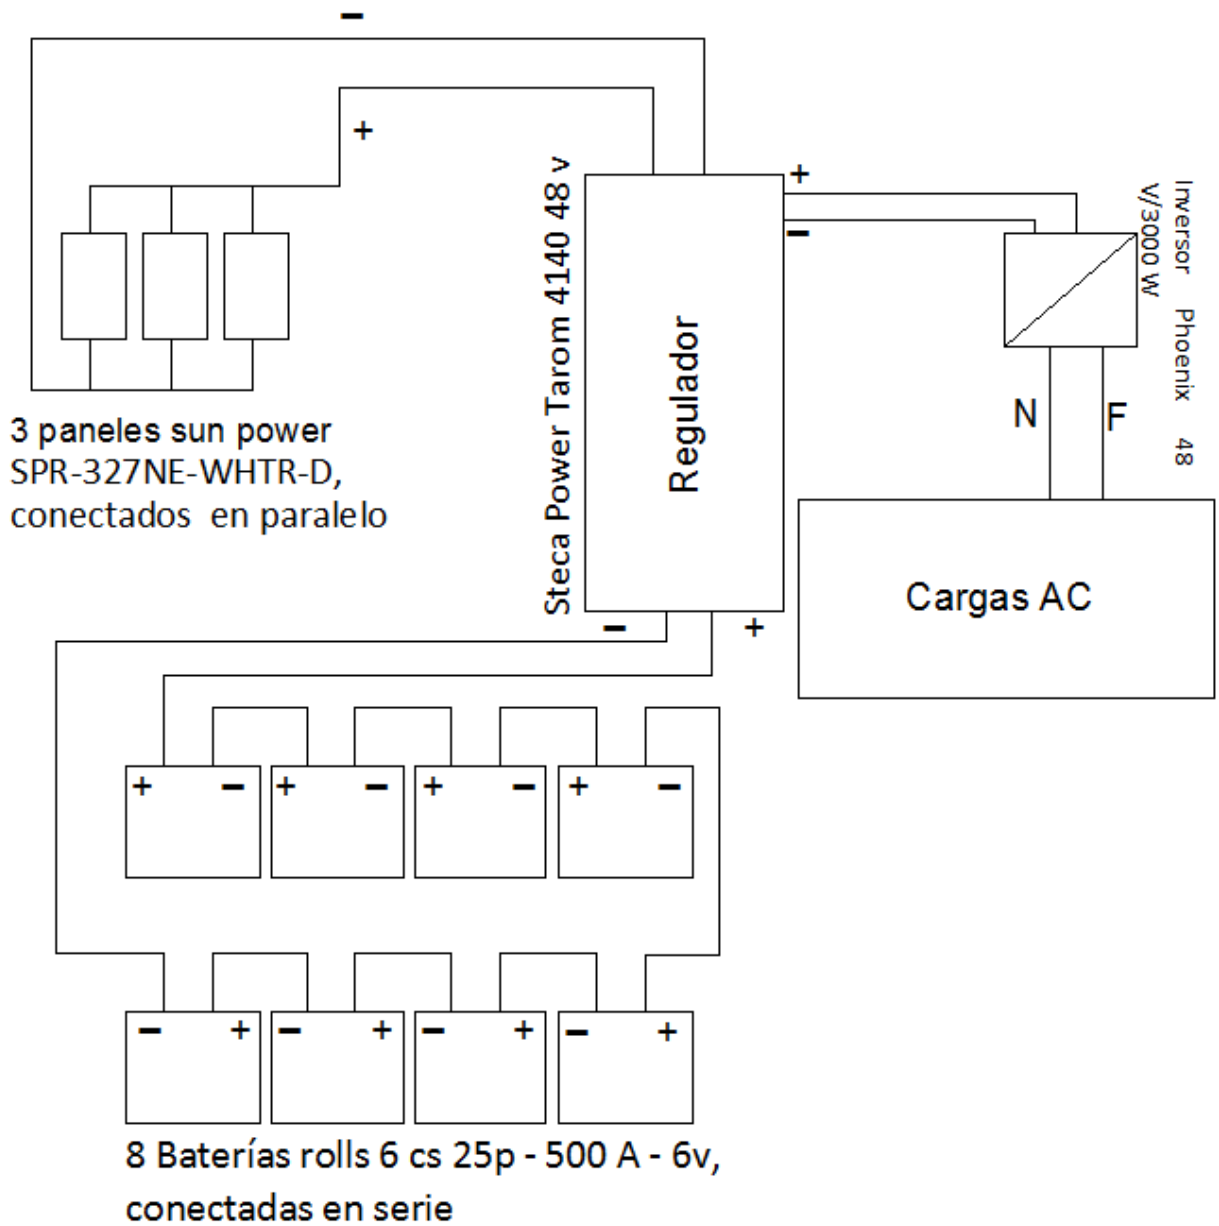 −
+
3 paneles sun power
SPR-327NE-WHTR-D,
conectados en paralelo
Steca Power Tarom 4140 48 v
Regulador
+
−
Inversor Phoenix 48
V/3000 W
N F
Cargas AC
− +
+ − + − + − + −
− + − + − + − +
8 Baterías rolls 6 cs 25p - 500 A - 6v,
conectadas en serie